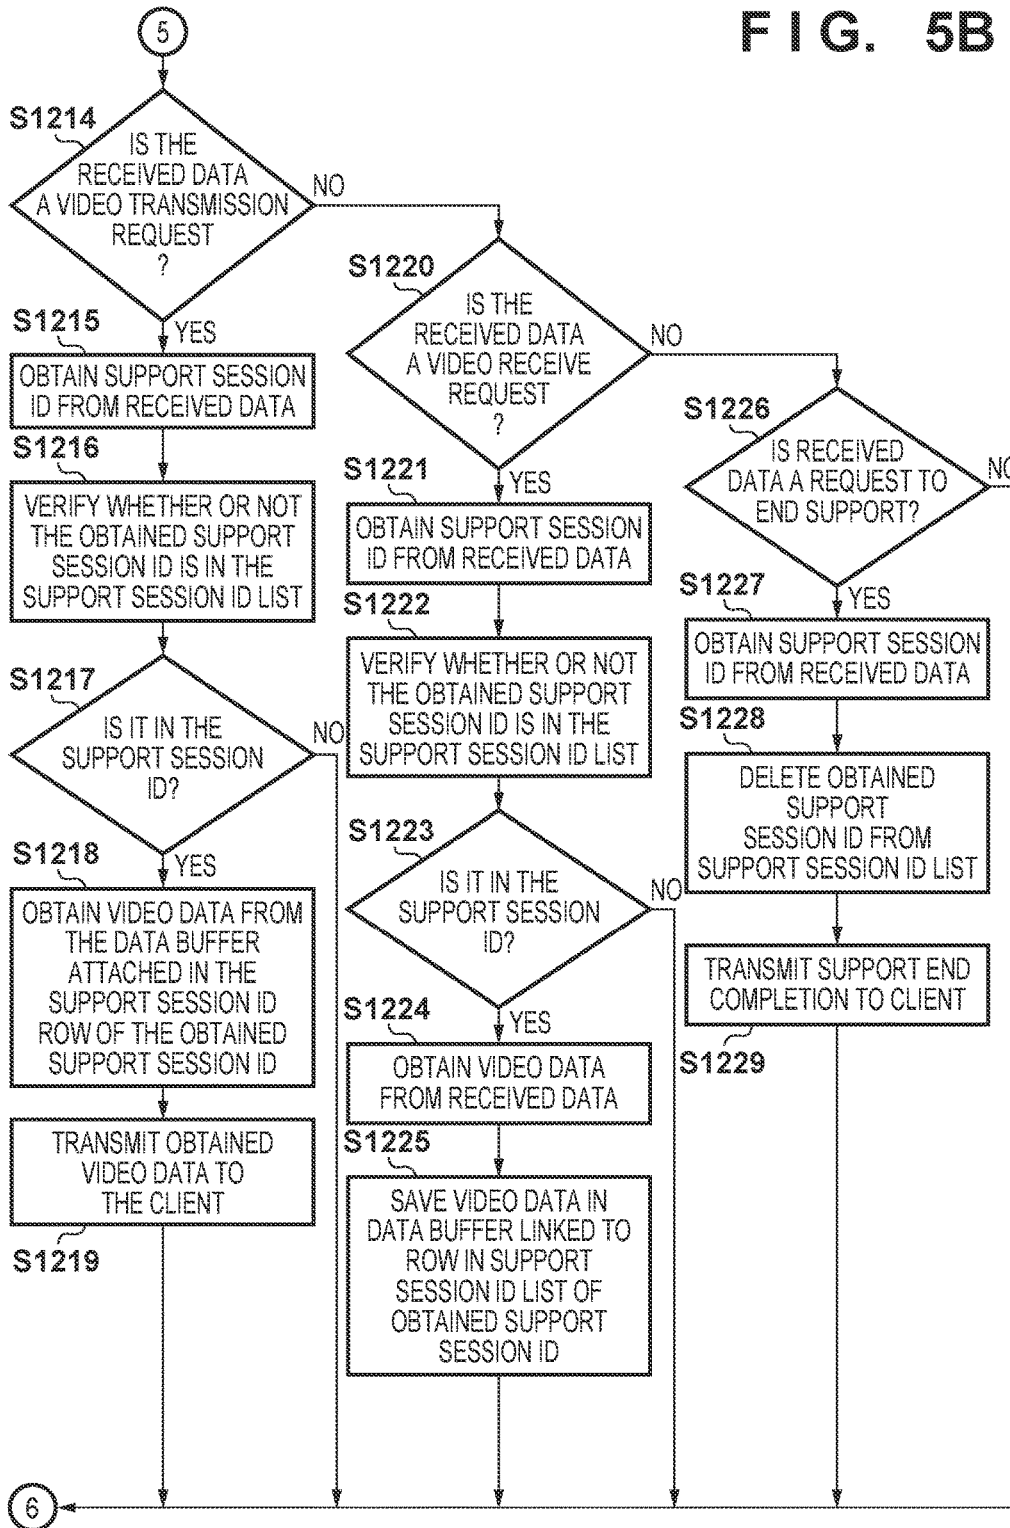 FIG. 5B
5
S1214
IS THE
RECEIVED DATA
A VIDEO TRANSMISSION
REQUEST
?
NO
YES
S1215
OBTAIN SUPPORT SESSION
ID FROM RECEIVED DATA
S1216
VERIFY WHETHER OR NOT
THE OBTAINED SUPPORT
SESSION ID IS IN THE
SUPPORT SESSION ID LIST
S1217
IS IT IN THE
SUPPORT SESSION
ID?
NO
YES
S1218
OBTAIN VIDEO DATA FROM
THE DATA BUFFER
ATTACHED IN THE
SUPPORT SESSION ID
ROW OF THE OBTAINED
SUPPORT SESSION ID
TRANSMIT OBTAINED
VIDEO DATA TO
THE CLIENT
S1219
S1220
IS THE
RECEIVED DATA
A VIDEO RECEIVE
REQUEST
?
NO
YES
S1221
OBTAIN SUPPORT SESSION
ID FROM RECEIVED DATA
S1222
VERIFY WHETHER OR NOT
THE OBTAINED SUPPORT
SESSION ID IS IN THE
SUPPORT SESSION ID LIST
S1223
IS IT IN THE
SUPPORT SESSION
ID?
NO
YES
S1224
OBTAIN VIDEO DATA
FROM RECEIVED DATA
S1225
SAVE VIDEO DATA IN
DATA BUFFER LINKED TO
ROW IN SUPPORT
SESSION ID LIST OF
OBTAINED SUPPORT
SESSION ID
S1226
IS RECEIVED
DATA A REQUEST TO
END SUPPORT?
NO
YES
S1227
OBTAIN SUPPORT SESSION
ID FROM RECEIVED DATA
S1228
DELETE OBTAINED
SUPPORT
SESSION ID FROM
SUPPORT SESSION ID LIST
TRANSMIT SUPPORT END
COMPLETION TO CLIENT
S1229
6